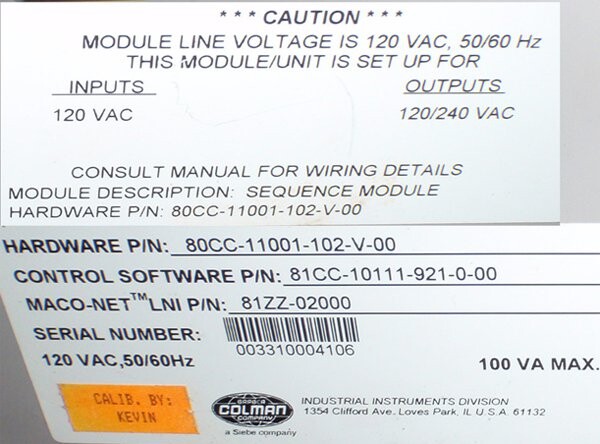 * * * CAUTION * * *
MODULE LINE VOLTAGE IS 120 VAC, 50/60 Hz
THIS MODULE/UNIT IS SET UP FOR
INPUTS OUTPUTS
120 VAC 120/240 VAC
CONSULT MANUAL FOR WIRING DETAILS
MODULE DESCRIPTION: SEQUENCE MODULE
HARDWARE P/N: 80CC-11001-102-V-00
HARDWARE P/N: 80CC-11001-102-V-00
CONTROL SOFTWARE P/N: 81CC-10111-921-0-00
MACO-NET™LNI P/N: 81ZZ-02000
SERIAL NUMBER:
003310004106
120 VAC,50/60Hz 100 VA MAX.
CALIB. BY:
KEVIN
BARBER
COLMAN
COMPANY
a Siebe company
INDUSTRIAL INSTRUMENTS DIVISION
1354 Clifford Ave. Loves Park, IL U.S.A. 61132